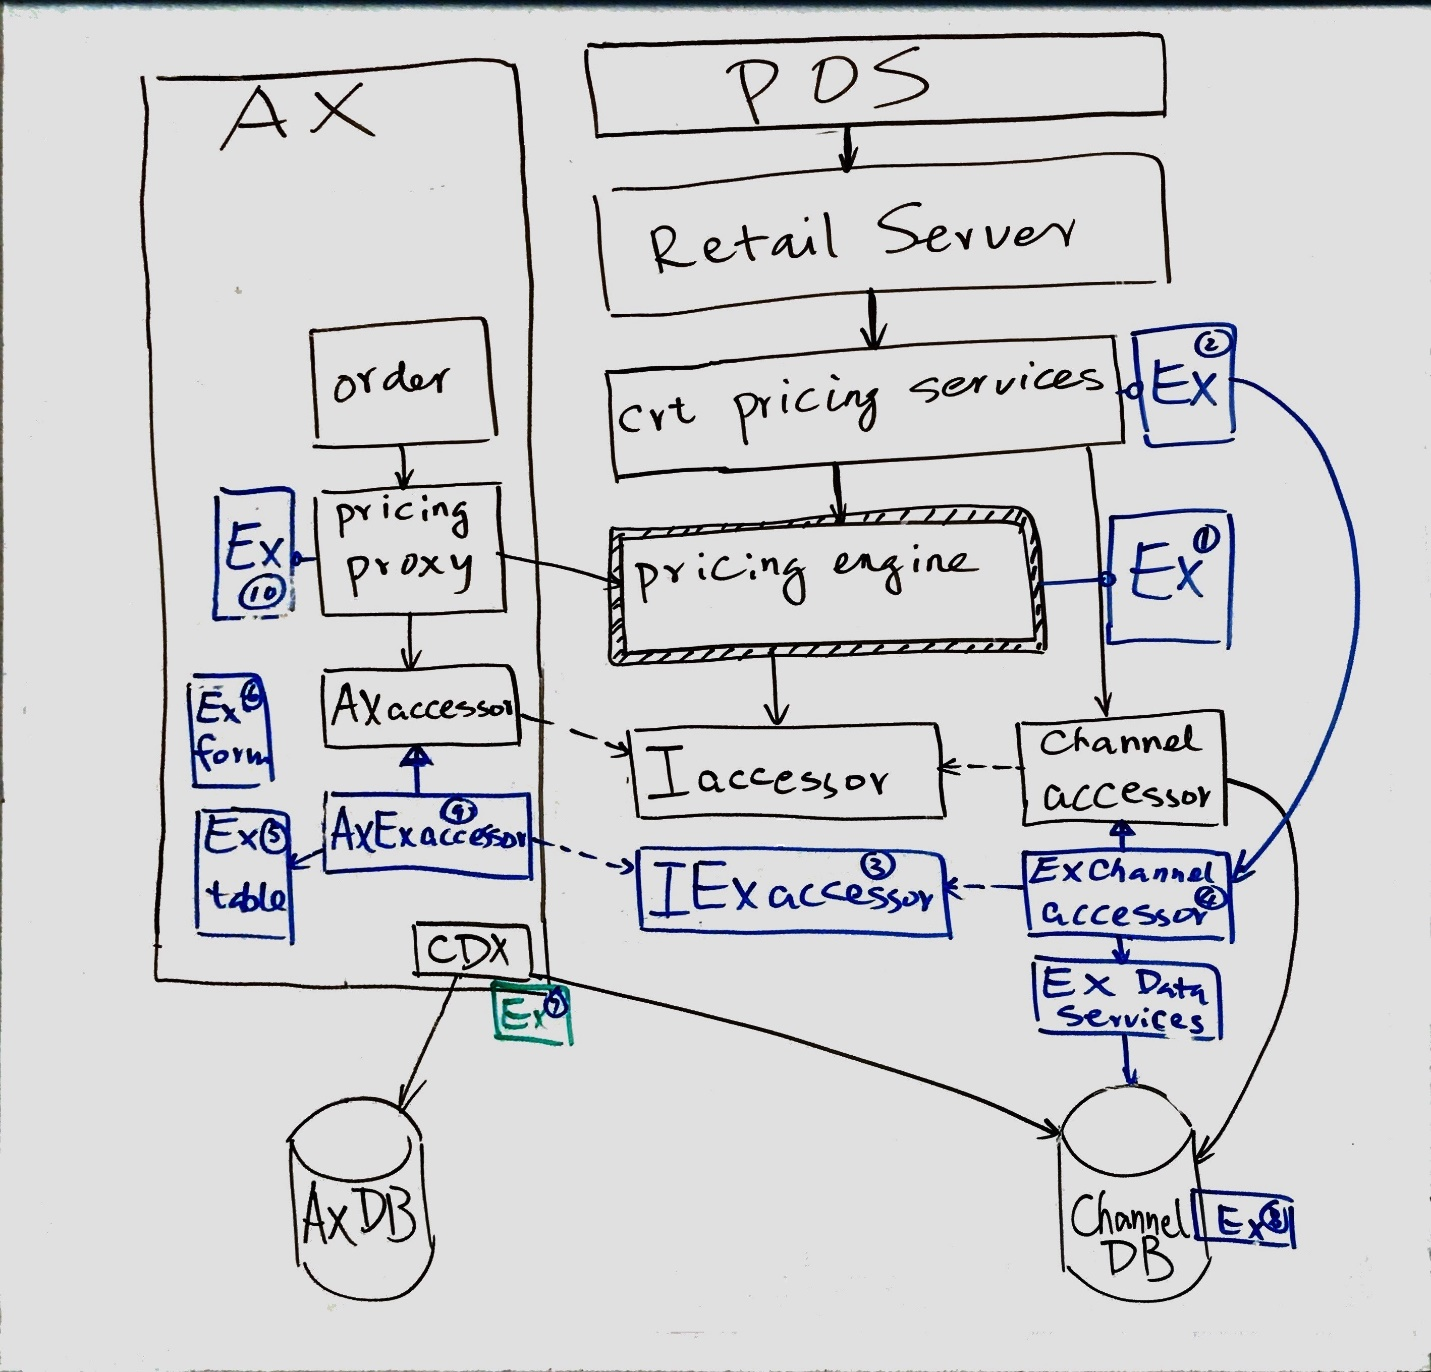 AX
POS
Retail Server
order
crt pricing services
Ex ②
Ex ⑩
pricing
proxy
pricing engine
Ex ①
Ex ⑥
form
AXaccessor
Iaccessor
Channel
accessor
Ex ⑤
table
AxExaccessor ⑨
IExaccessor ③
ExChannel
accessor ④
CDX
Ex ⑦
Ex Data
Services
AxDB
Channel
DB
Ex ⑧